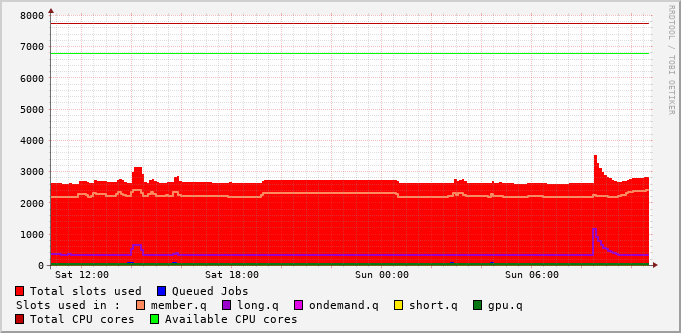 8000
7000
6000
5000
4000
3000
2000
1000
0
Sat 12:00 Sat 18:00 Sun 00:00 Sun 06:00
RRDTOOL / TOBI OETIKER
Total slots used Queued Jobs
Slots used in : member.q long.q ondemand.q short.q gpu.q
Total CPU cores Available CPU cores